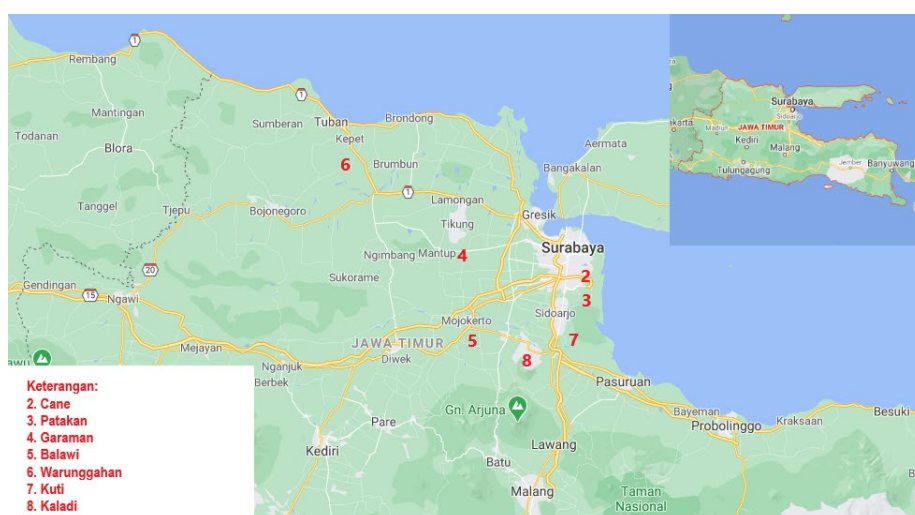 1
Rembang
Mantingan
Todanan
Blora
Sumberan
1
Tuban
Kepet
Brondong
6
Brumbun
Aermata
Bangakalan
Tanggel
Tjepu
Bojonegoro
1
Lamongan
Tikung
Gresik
Surabaya
Ngimbang
Mantup
4
20
Sukorame
2
3
Gendingan
15
Ngawi
Sidoarjo
Mojokerto
5
7
Mejayan
JAWA TIMUR
Diwek
8
Nganjuk
Berbek
Pasuruan
Pare
Gn. Arjuna
Bayeman
Probolinggo
Kraksaan
Besuki
Kediri
Lawang
Batu
Malang
Taman
Nasional
Surabaya
Sidoarjo
JAWA TIMUR
Madiun
Kediri
Malang
Tulungagung
Jember
Banyuwangi
Keterangan:
2. Cane
3. Patakan
4. Garaman
5. Balawi
6. Warunggahan
7. Kuti
8. Kaladi